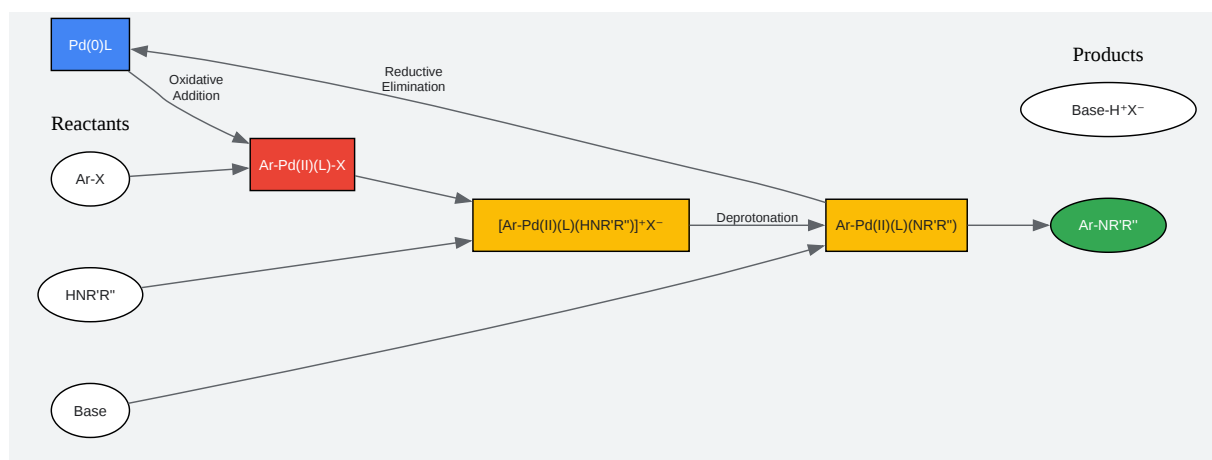 Pd(0)L
Oxidative
Addition
Reductive
Elimination
Products
Base-H⁺X⁻
Reactants
Ar-X
Ar-Pd(II)(L)-X
[Ar-Pd(II)(L)(HNR'R")]⁺X⁻
Deprotonation
Ar-Pd(II)(L)(NR'R")
Ar-NR'R"
HNR'R"
Base